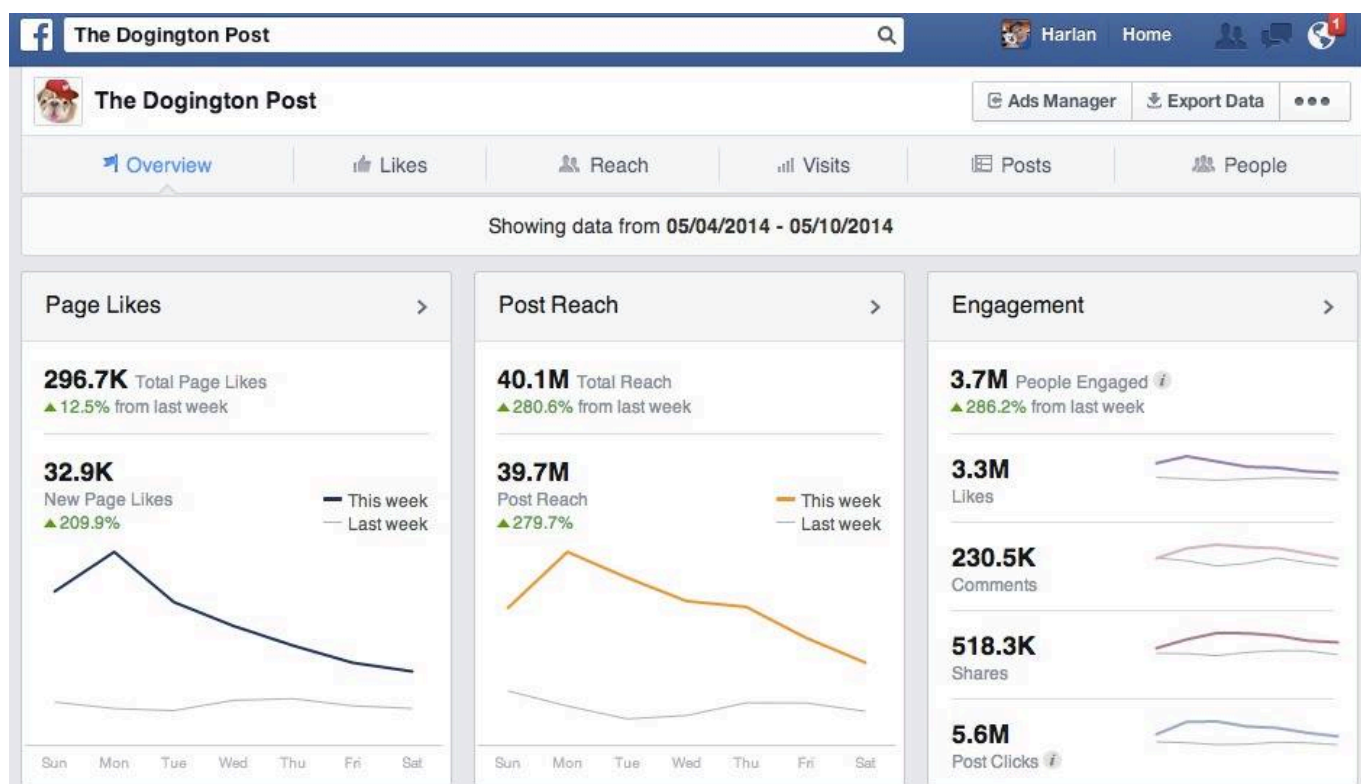 f The Dogington Post Harlan Home 1
The Dogington Post Ads Manager Export Data
Overview Likes Reach Visits Posts People
Showing data from 05/04/2014 - 05/10/2014
Page Likes
296.7K Total Page Likes
12.5% from last week
32.9K
New Page Likes
209.9%
This week
Last week
Sun Mon Tue Wed Thu Fri Sat
Post Reach
40.1M Total Reach
280.6% from last week
39.7M
Post Reach
279.7%
This week
Last week
Sun Mon Tue Wed Thu Fri Sat
Engagement
3.7M People Engaged i
286.2% from last week
3.3M
Likes
230.5K
Comments
518.3K
Shares
5.6M
Post Clicks i